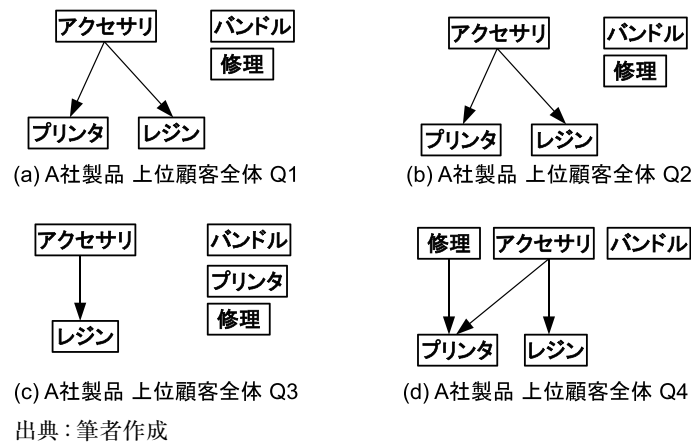 アクセサリ
バンドル
修理
プリンタ
レジン
(a) A社製品 上位顧客全体 Q1
アクセサリ
バンドル
修理
プリンタ
レジン
(b) A社製品 上位顧客全体 Q2
アクセサリ
バンドル
プリンタ
修理
レジン
(c) A社製品 上位顧客全体 Q3
修理
アクセサリ
バンドル
プリンタ
レジン
(d) A社製品 上位顧客全体 Q4
出典：筆者作成